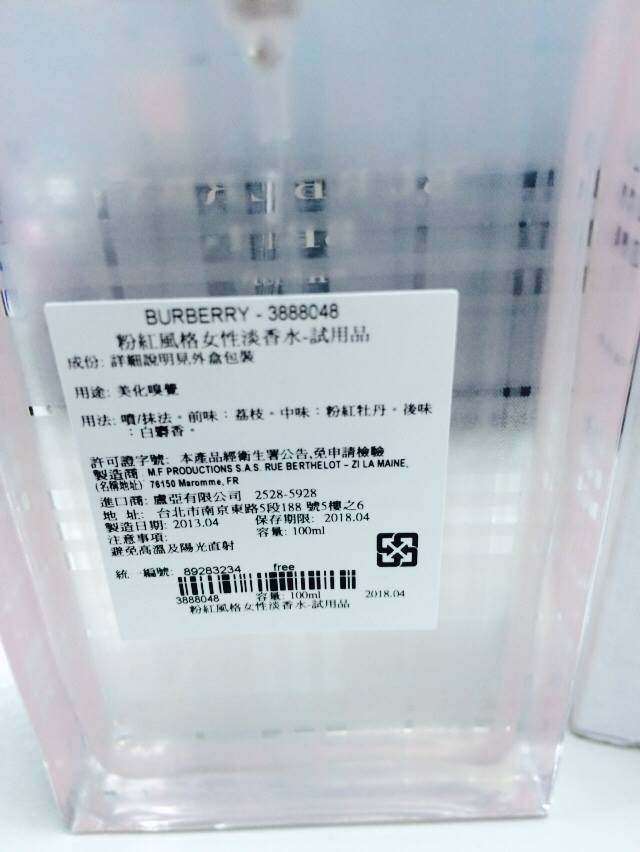 BURBERRY - 3888048
粉紅風格女性淡香水-試用品
成份: 詳細說明見外盒包裝
用途: 美化嗅覺
用法: 噴/抹法。前味：荔枝。中味：粉紅牡丹。後味
：白麝香。
許可證字號: 本產品經衛生署公告,免申請檢驗
製造商 M.F PRODUCTIONS S.A.S. RUE BERTHELOT – ZI LA MAINE,
(名稱地址) 76150 Maromme, FR
進口商: 盧亞有限公司 2528-5928
地 址: 台北市南京東路5段188 號5樓之6
製造日期: 2013.04 保存期限: 2018.04
注意事項: 容量: 100ml
避免高溫及陽光直射
統一編號: 89283234 free
3888048 容量: 100ml 2018.04
粉紅風格女性淡香水-試用品